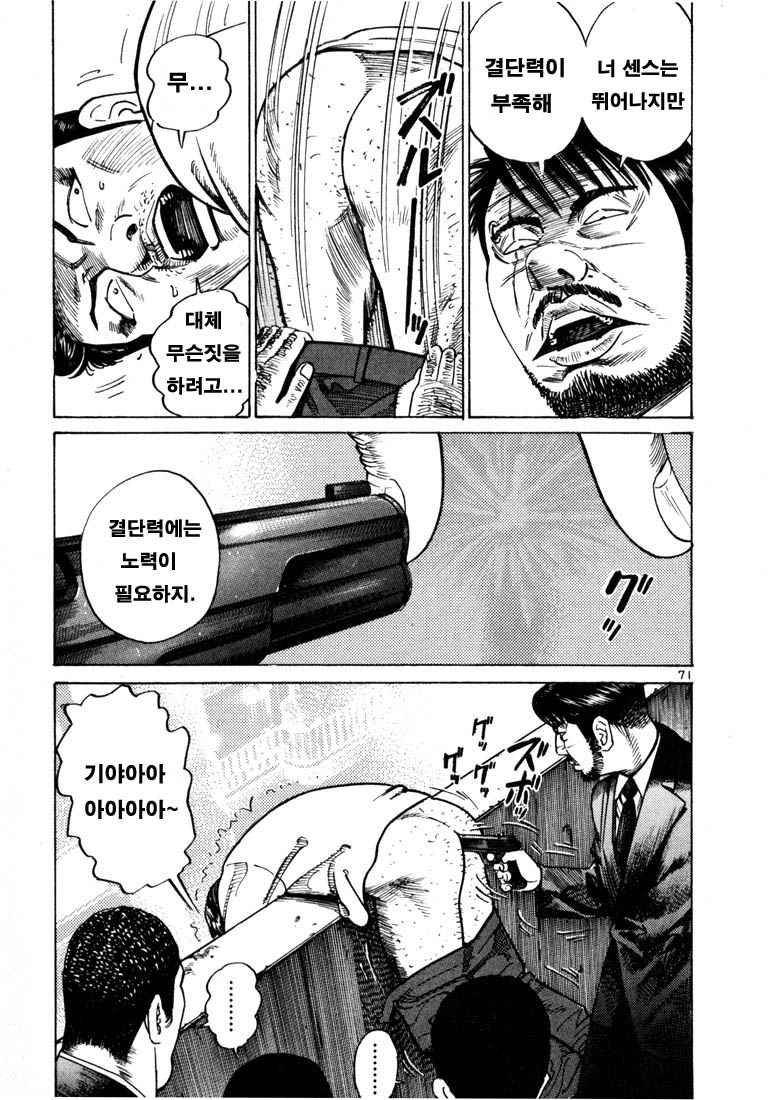 너 센스는
뛰어나지만
결단력이
부족해
ズルッ
무...
대체
무슨짓을
하려고...
결단력에는
노력이
필요하지.
グッ
71
기야아아
아아아아~
グッ
グッ
ズボッ
………
………